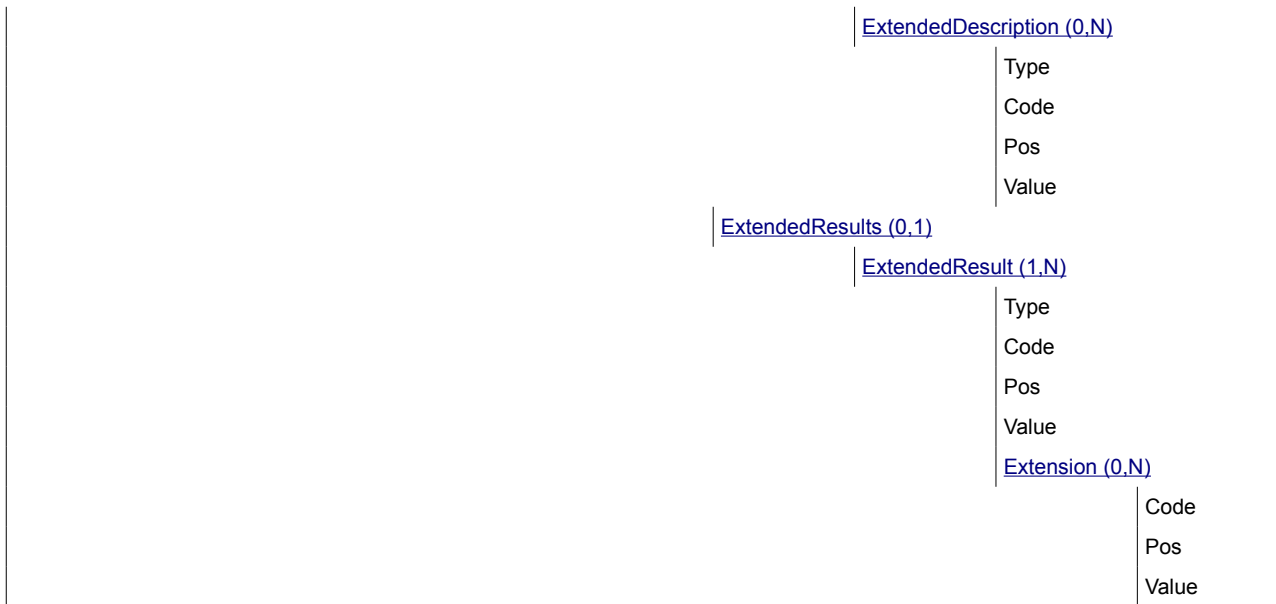 ExtendedDescription (0,N)
Type
Code
Pos
Value
ExtendedResults (0,1)
ExtendedResult (1,N)
Type
Code
Pos
Value
Extension (0,N)
Code
Pos
Value